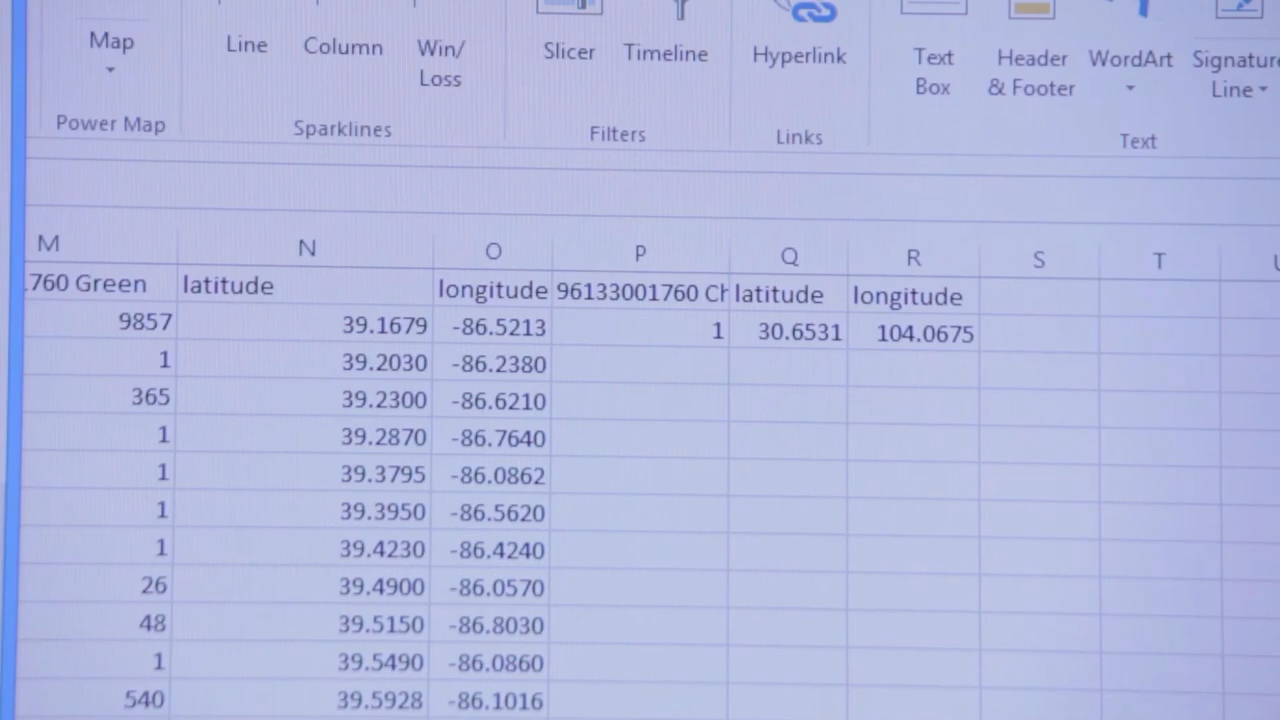 Map Line Column Win/ Loss Slicer Timeline Hyperlink Text Box Header & Footer WordArt Signature Line
Power Map Sparklines Filters Links Text
M N O P Q R S T
.760 Green latitude longitude 96133001760 Ch latitude longitude
9857 39.1679 -86.5213 1 30.6531 104.0675
1 39.2030 -86.2380
365 39.2300 -86.6210
1 39.2870 -86.7640
1 39.3795 -86.0862
1 39.3950 -86.5620
1 39.4230 -86.4240
26 39.4900 -86.0570
48 39.5150 -86.8030
1 39.5490 -86.0860
540 39.5928 -86.1016